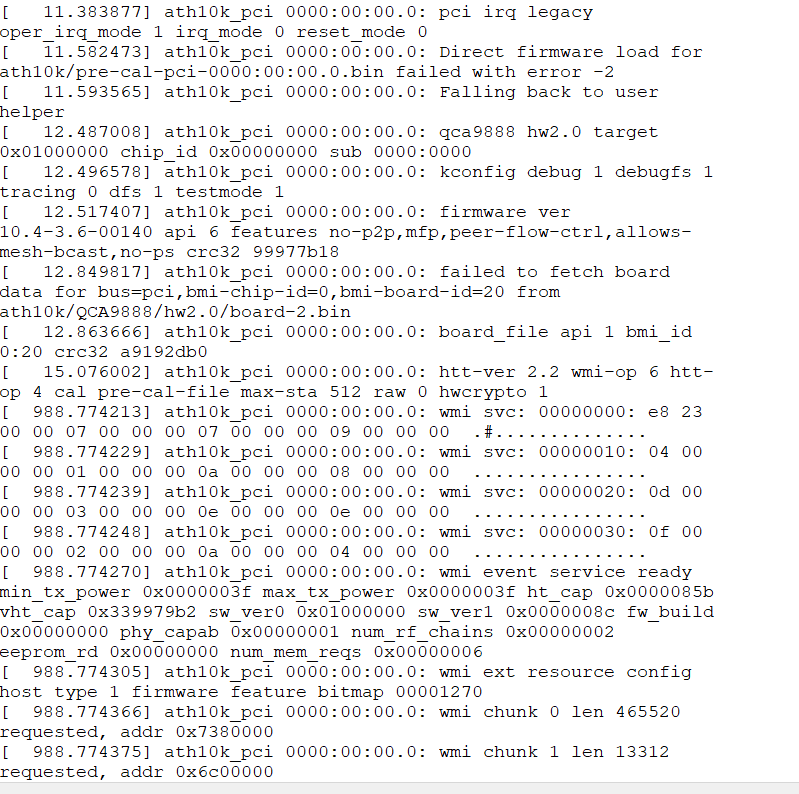 [   11.383877] ath10k_pci 0000:00:00.0: pci irq legacy
oper_irq_mode 1 irq_mode 0 reset_mode 0
[   11.582473] ath10k_pci 0000:00:00.0: Direct firmware load for
ath10k/pre-cal-pci-0000:00:00.0.bin failed with error -2
[   11.593565] ath10k_pci 0000:00:00.0: Falling back to user
helper
[   12.487008] ath10k_pci 0000:00:00.0: qca9888 hw2.0 target
0x01000000 chip_id 0x00000000 sub 0000:0000
[   12.496578] ath10k_pci 0000:00:00.0: kconfig debug 1 debugfs 1
tracing 0 dfs 1 testmode 1
[   12.517407] ath10k_pci 0000:00:00.0: firmware ver
10.4-3.6-00140 api 6 features no-p2p,mfp,peer-flow-ctrl,allows-
mesh-bcast,no-ps crc32 99977b18
[   12.849817] ath10k_pci 0000:00:00.0: failed to fetch board
data for bus=pci,bmi-chip-id=0,bmi-board-id=20 from
ath10k/QCA9888/hw2.0/board-2.bin
[   12.863666] ath10k_pci 0000:00:00.0: board_file api 1 bmi_id
0:20 crc32 a9192db0
[   15.076002] ath10k_pci 0000:00:00.0: htt-ver 2.2 wmi-op 6 htt-
op 4 cal pre-cal-file max-sta 512 raw 0 hwcrypto 1
[  988.774213] ath10k_pci 0000:00:00.0: wmi svc: 00000000: e8 23
00 00 07 00 00 00 07 00 00 00 09 00 00 00  .#..............
[  988.774229] ath10k_pci 0000:00:00.0: wmi svc: 00000010: 04 00
00 00 01 00 00 00 0a 00 00 00 08 00 00 00  ................
[  988.774239] ath10k_pci 0000:00:00.0: wmi svc: 00000020: 0d 00
00 00 03 00 00 00 0e 00 00 00 0e 00 00 00  ................
[  988.774248] ath10k_pci 0000:00:00.0: wmi svc: 00000030: 0f 00
00 00 02 00 00 00 0a 00 00 00 04 00 00 00  ................
[  988.774270] ath10k_pci 0000:00:00.0: wmi event service ready
min_tx_power 0x0000003f max_tx_power 0x0000003f ht_cap 0x0000085b
vht_cap 0x339979b2 sw_ver0 0x01000000 sw_ver1 0x0000008c fw_build
0x00000000 phy_capab 0x00000001 num_rf_chains 0x00000002
eeprom_rd 0x00000000 num_mem_reqs 0x00000006
[  988.774305] ath10k_pci 0000:00:00.0: wmi ext resource config
host type 1 firmware feature bitmap 00001270
[  988.774366] ath10k_pci 0000:00:00.0: wmi chunk 0 len 465520
requested, addr 0x7380000
[  988.774375] ath10k_pci 0000:00:00.0: wmi chunk 1 len 13312
requested, addr 0x6c00000